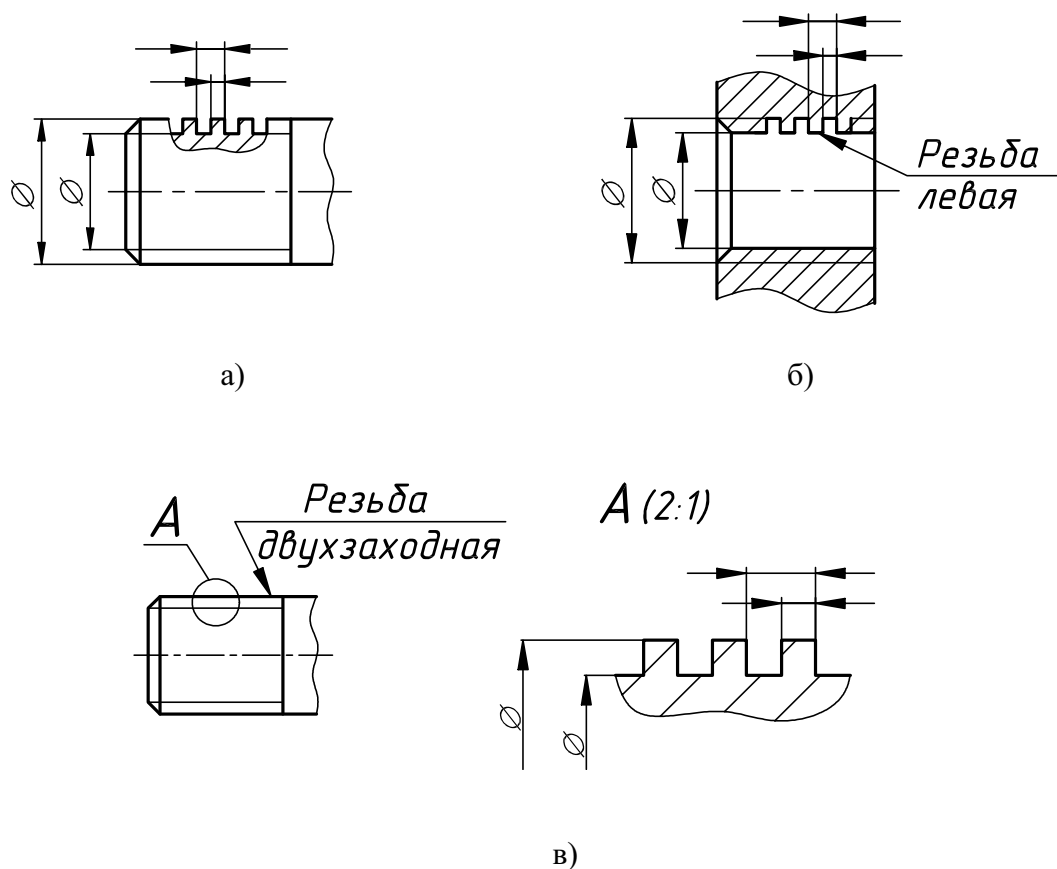 Ø
Ø
а)
Ø
Ø
Резьба
левая
б)
А
Резьба
двухзаходная
А (2:1)
Ø
Ø
в)